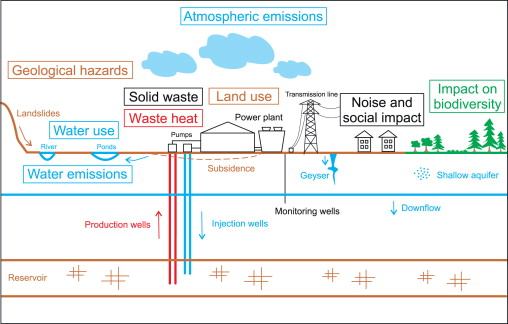 Atmospheric emissions
Geological hazards
Solid waste
Land use
Transmission line
Impact on
biodiversity
Landslides
Water use
Waste heat
Power plant
Noise and
social impact
Pumps
River
Ponds
Water emissions
Subsidence
Geyser
Shallow aquifer
Monitoring wells
Production wells
Injection wells
Downflow
Reservoir